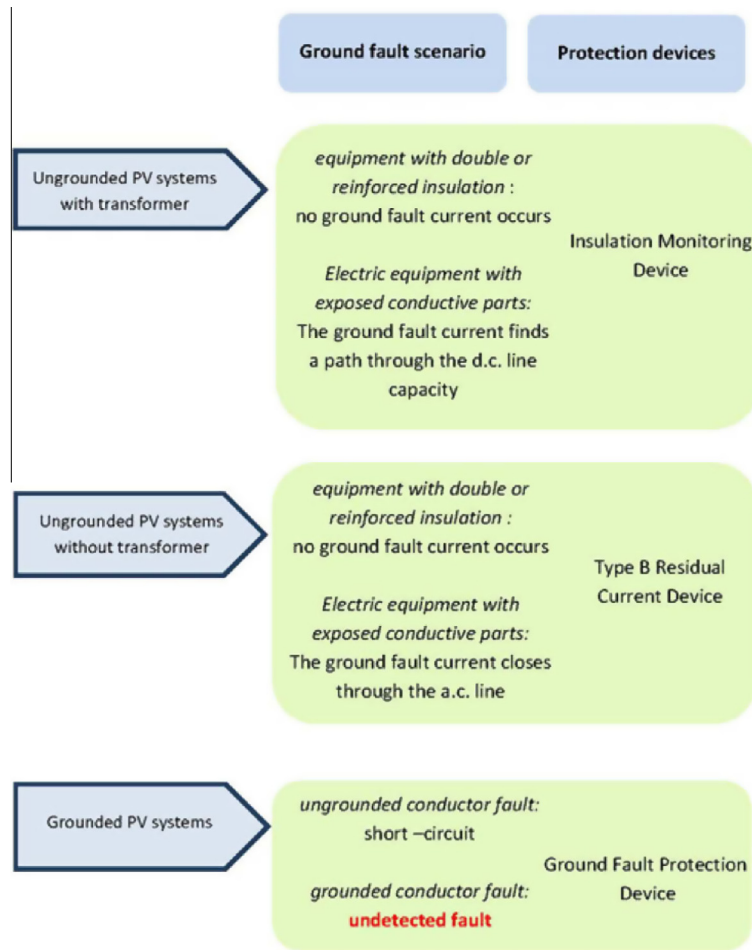 Ground fault scenario
Protection devices
Ungrounded PV systems
with transformer
equipment with double or
reinforced insulation :
no ground fault current occurs
Electric equipment with
exposed conductive parts:
The ground fault current finds
a path through the d.c. line
capacity
Insulation Monitoring
Device
Ungrounded PV systems
without transformer
equipment with double or
reinforced insulation :
no ground fault current occurs
Electric equipment with
exposed conductive parts:
The ground fault current closes
through the a.c. line
Type B Residual
Current Device
Grounded PV systems
ungrounded conductor fault:
short –circuit
grounded conductor fault:
undetected fault
Ground Fault Protection
Device